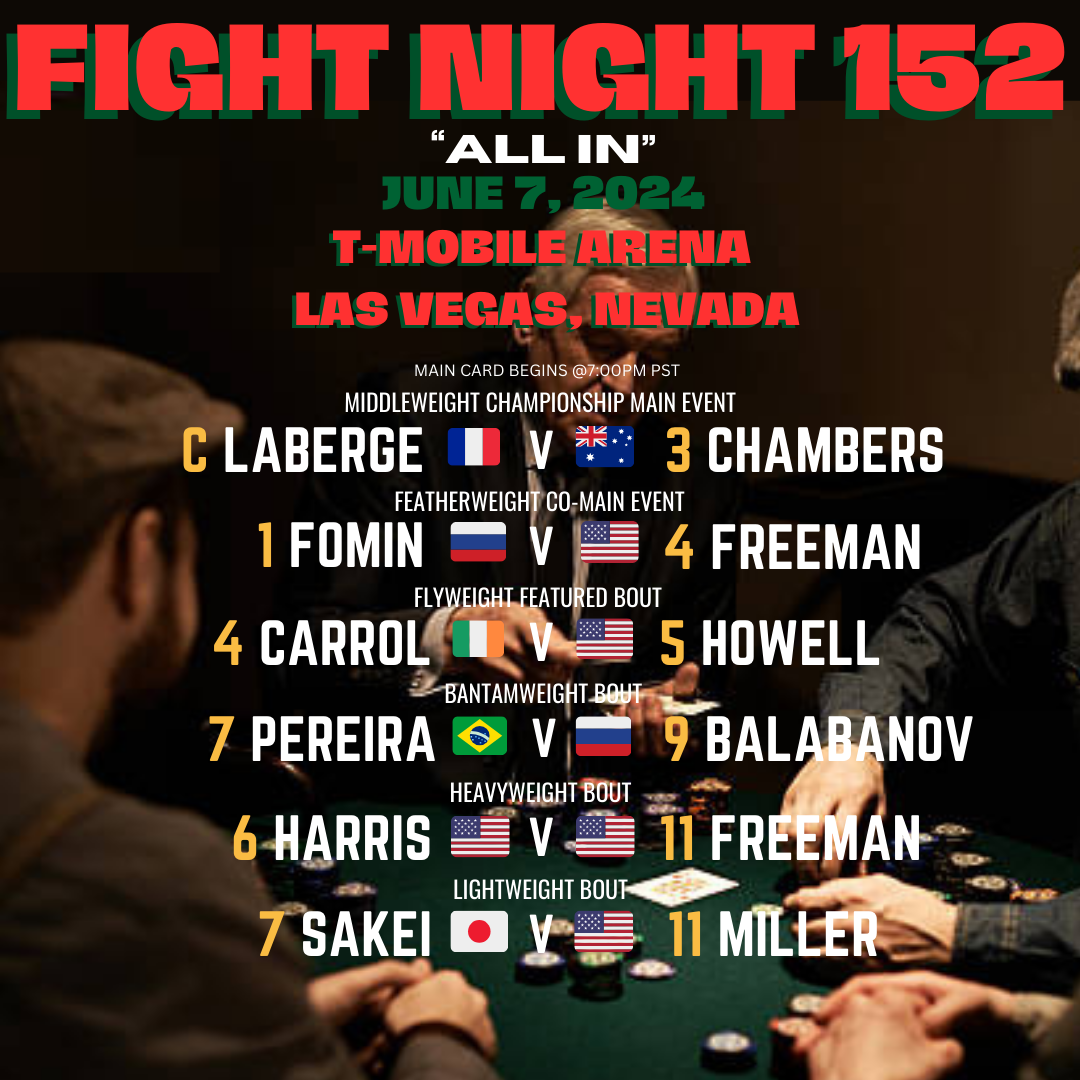 FIGHT NIGHT 152
“ALL IN”
JUNE 7, 2024
T-MOBILE ARENA
LAS VEGAS, NEVADA
MAIN CARD BEGINS @7:00PM PST
MIDDLEWEIGHT CHAMPIONSHIP MAIN EVENT
C LABERGE V 3 CHAMBERS
FEATHERWEIGHT CO-MAIN EVENT
1 FOMIN V 4 FREEMAN
FLYWEIGHT FEATURED BOUT
4 CARROL V 5 HOWELL
BANTAMWEIGHT BOUT
7 PEREIRA V 9 BALABANOV
HEAVYWEIGHT BOUT
6 HARRIS V 11 FREEMAN
LIGHTWEIGHT BOUT
7 SAKEI V 11 MILLER